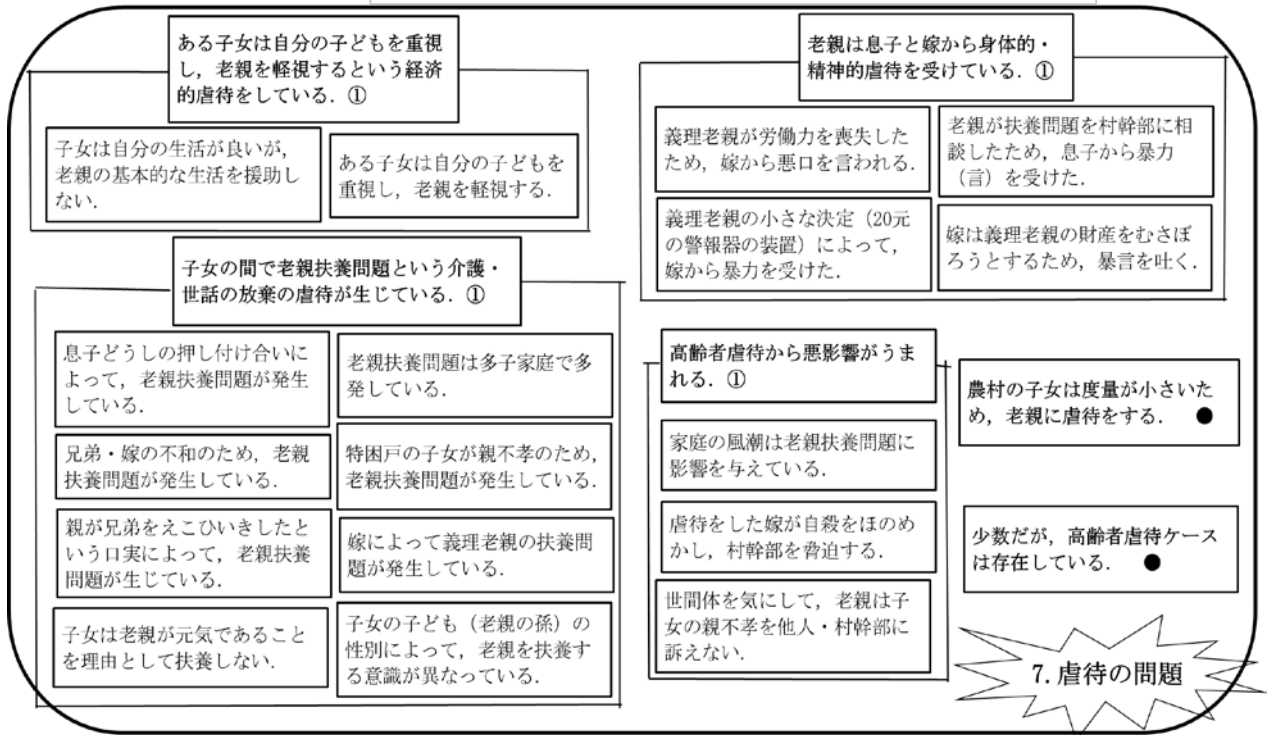 ある子女は自分の子どもを重視
し，老親を軽視するという経済
的虐待をしている．①
子女は自分の生活が良いが，
老親の基本的な生活を援助し
ない．
ある子女は自分の子どもを
重視し，老親を軽視する．
子女の間で老親扶養問題という介護・
世話の放棄の虐待が生じている．①
息子どうしの押し付け合いに
よって，老親扶養問題が発生
している．
老親扶養問題は多子家庭で多
発している．
兄弟・嫁の不和のため，老親
扶養問題が発生している．
特困戸の子女が親不孝のため，
老親扶養問題が発生している．
親が兄弟をえこひいきしたと
いう口実によって，老親扶養
問題が生じている．
嫁によって義理老親の扶養問
題が発生している．
子女は老親が元気であること
を理由として扶養しない．
子女の子ども（老親の孫）の
性別によって，老親を扶養す
る意識が異なっている．
老親は息子と嫁から身体的・
精神的虐待を受けている．①
義理老親が労働力を喪失した
ため，嫁から悪口を言われる．
老親が扶養問題を村幹部に相
談したため，息子から暴力
（言）を受けた．
義理老親の小さな決定（20元
の警報器の装置）によって，
嫁から暴力を受けた．
嫁は義理老親の財産をむさぼ
ろうとするため，暴言を吐く．
高齢者虐待から悪影響がうま
れる．①
家庭の風潮は老親扶養問題に
影響を与えている．
虐待をした嫁が自殺をほのめ
かし，村幹部を脅迫する．
世間体を気にして，老親は子
女の親不孝を他人・村幹部に
訴えない．
農村の子女は度量が小さいた
め，老親に虐待をする．●
少数だが，高齢者虐待ケース
は存在している．●
7. 虐待の問題